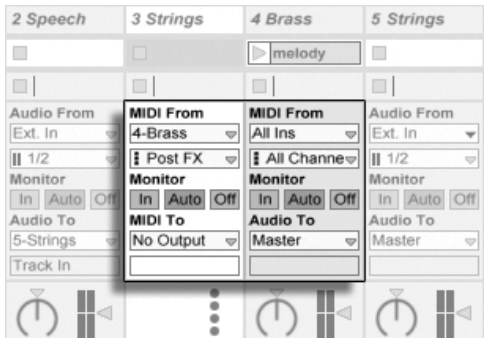 2 Speech 3 Strings 4 Brass 5 Strings
melody
Audio From MIDI From MIDI From Audio From
Ext. In 4-Brass All Ins Ext. In
1/2 Post FX All Channe 1/2
Monitor Monitor Monitor Monitor
In Auto Off In Auto Off In Auto Off In Auto Off
Audio To MIDI To Audio To Audio To
5-Strings No Output Master Master
Track In